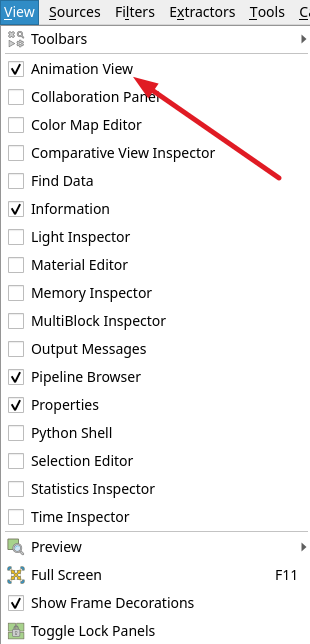 View Sources Filters Extractors Tools
Toolbars
Animation View
Collaboration Panel
Color Map Editor
Comparative View Inspector
Find Data
Information
Light Inspector
Material Editor
Memory Inspector
MultiBlock Inspector
Output Messages
Pipeline Browser
Properties
Python Shell
Selection Editor
Statistics Inspector
Time Inspector
Preview
Full Screen F11
Show Frame Decorations
Toggle Lock Panels